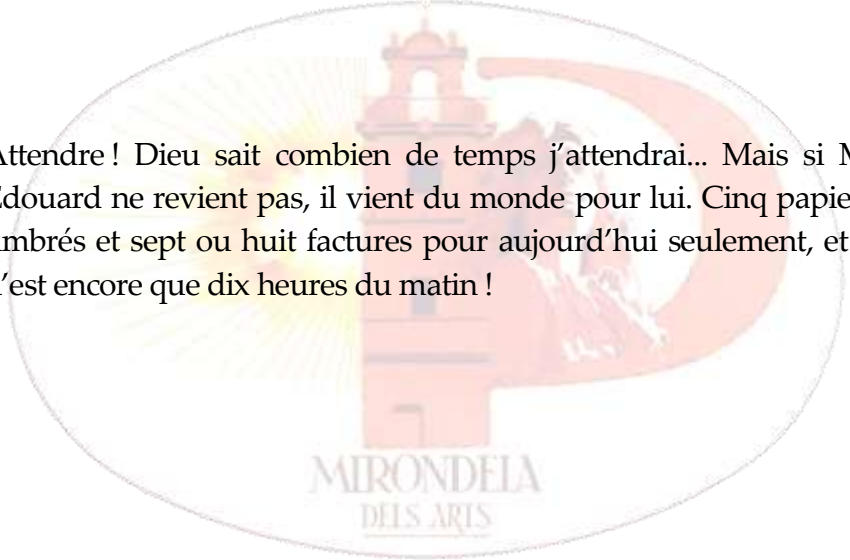 Attendre ! Dieu sait combien de temps j’attendrai... Mais si M
Édouard ne revient pas, il vient du monde pour lui. Cinq papie
mbrés et sept ou huit factures pour aujourd’hui seulement, et
’est encore que dix heures du matin !
MIRONDELA
DELS ARTS